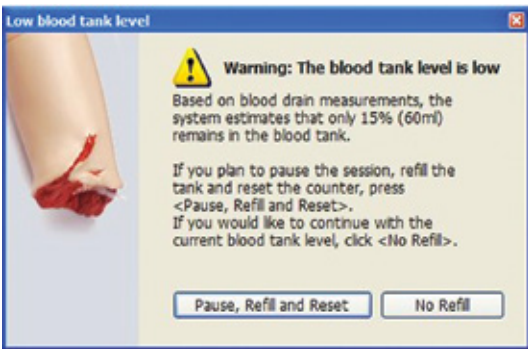 Low blood tank level
Warning: The blood tank level is low
Based on blood drain measurements, the
system estimates that only 15% (60ml)
remains in the blood tank.
If you plan to pause the session, refill the
tank and reset the counter, press
<Pause, Refill and Reset>.
If you would like to continue with the
current blood tank level, click <No Refill>.
Pause, Refill and Reset
No Refill